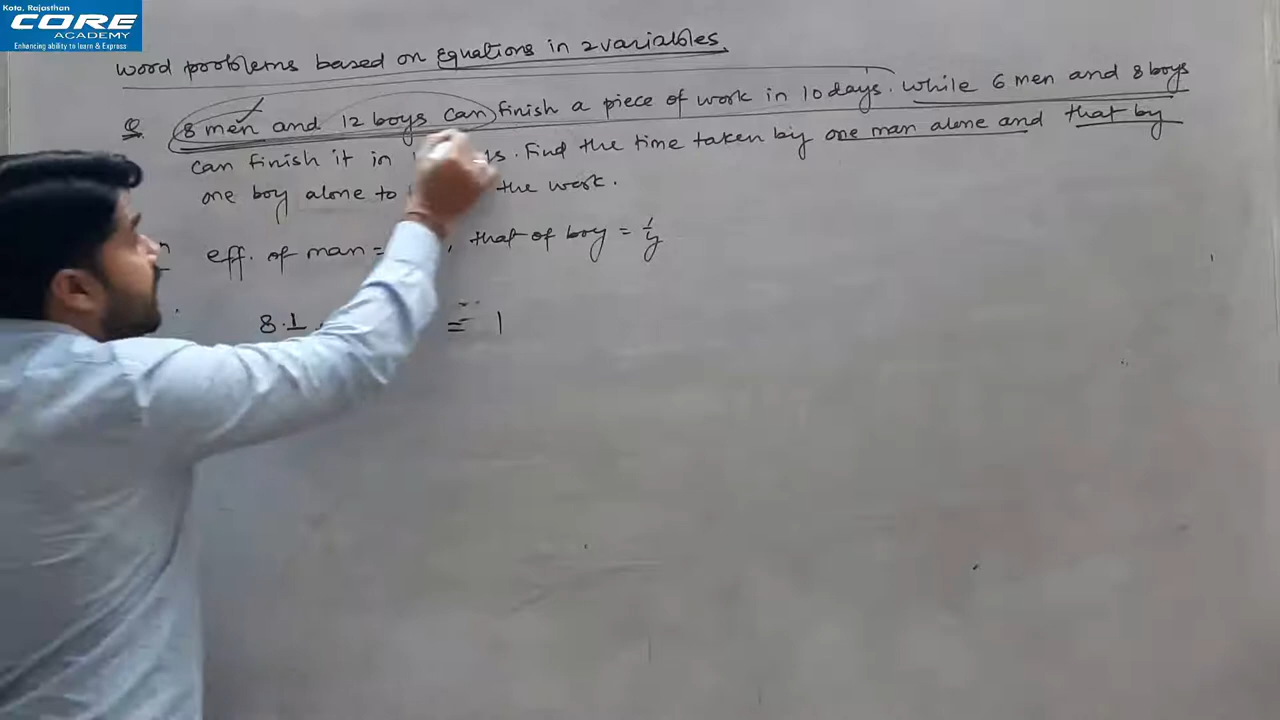 Kota, Rajasthan
CORE
ACADEMY
Enhancing ability to learn & Express
word problems based on Equations in 2 variables.
Q. 8 men and 12 boys can finish a piece of work in 10 days. While 6 men and 8 boys
can finish it in . Find the time taken by one man alone and that by
one boy alone to the work.
eff. of man = , that of boy = 1/y
8. 1 = 1